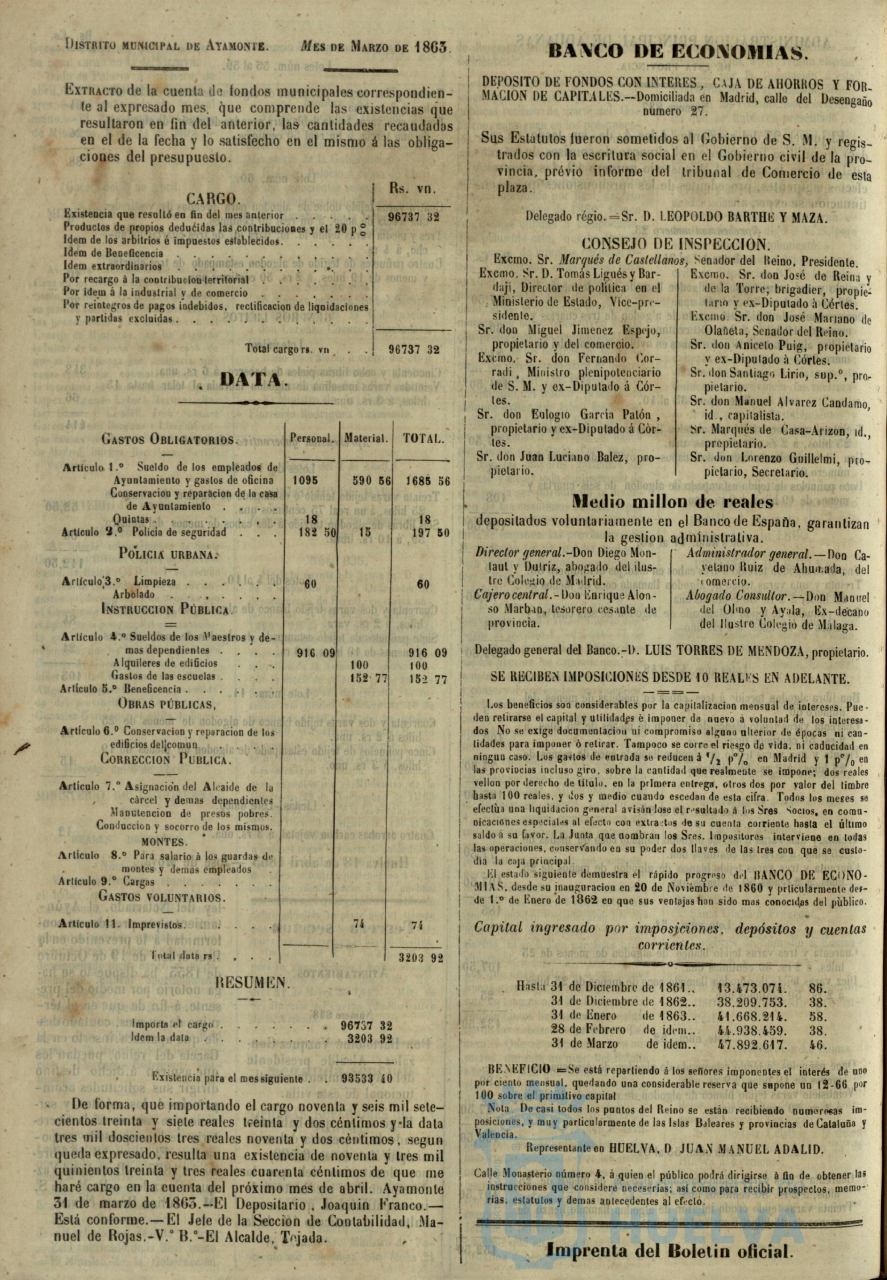 DISTRITO MUNICIPAL DE AYAMONTE. MES DE MARZO DE 1863.
EXTRACTO de la cuenta de fondos municipales correspondien-
te al expresado mes, que comprende las existencias que
resultaron en fin del anterior, las cantidades recaudadas
en el de la fecha y lo satisfecho en el mismo á las obliga-
ciones del presupuesto.
Rs. vn.
CARGO.
Existencia que resultó en fin del mes anterior . . . . . 96737 32
Productos de propios deducidas las contribuciones y el 20 p 0/0
Idem de los arbitrios é impuestos establecidos. . . . . .
Idem de Beneficencia . . . . . . . . .
Idem extraordinarios . . . . . . . . .
Por recargo á la contribucion territorial . . . . . .
Por idem á la industrial y de comercio . . . . . .
Por reintegros de pagos indebidos, rectificacion de liquidaciones
y partidas excluidas . . . . . . . . .
Total cargo rs. vn . . . 96737 32
DATA.
GASTOS OBLIGATORIOS. Personal. Material. TOTAL.
Artículo 1.º Sueldo de los empleados de
Ayuntamiento y gastos de oficina 1095 590 56 1685 56
Conservacion y reparacion de la casa
de Ayuntamiento . . . .
Quintas . . . . . . . . 18 18
Artículo 2.º Policia de seguridad . . . 182 50 15 197 50
POLICIA URBANA.
Artículo 3.º Limpieza . . . . . . 60 60
Arbolado . . . . . . .
INSTRUCCION PÚBLICA.
Artículo 4.º Sueldos de los Maestros y de-
mas dependientes . . . . 916 09 916 09
Alquileres de edificios . . . 100 100
Gastos de las escuelas . . . . 152 77 152 77
Artículo 5.º Beneficencia . . . . . .
OBRAS PÚBLICAS,
Artículo 6.º Conservacion y reparacion de los
edificios del comun . . . .
CORRECCION PUBLICA.
Artículo 7.º Asignacion del Alcaide de la
cárcel y demas dependientes
Manutencion de presos pobres.
Conduccion y socorro de los mismos.
MONTES.
Artículo 8.º Para salario á los guardas de
montes y demas empleados
Artículo 9.º Cargas . . . . . . .
GASTOS VOLUNTARIOS.
Artículo 11. Imprevistos. . . . . 74 74
Total data rs . . . . 3203 92
RESUMEN.
Importa el cargo . . . . . . . 96737 32
Idem la data . . . . . . . . 3203 92
Existencia para el mes siguiente . . 93533 40
De forma, que importando el cargo noventa y seis mil sete-
cientos treinta y siete reales treinta y dos céntimos y la data
tres mil doscientos tres reales noventa y dos céntimos, segun
queda expresado, resulta una existencia de noventa y tres mil
quinientos treinta y tres reales cuarenta céntimos de que me
haré cargo en la cuenta del próximo mes de abril. Ayamonte
31 de marzo de 1863.--El Depositario, Joaquin Franco.—
Está conforme.—El Jefe de la Seccion de Contabilidad, Ma-
nuel de Rojas.-V.º B.º-El Alcalde, Tejada.
BANCO DE ECONOMIAS.
DEPOSITO DE FONDOS CON INTERES, CAJA DE AHORROS Y FOR-
MACION DE CAPITALES.—Domiciliada en Madrid, calle del Desengaño
número 27.
Sus Estatutos fueron sometidos al Gobierno de S. M. y regis-
trados con la escritura social en el Gobierno civil de la pro-
vincia, prévio informe del tribunal de Comercio de esta
plaza.
Delegado régio.=Sr. D. LEOPOLDO BARTHE Y MAZA.
CONSEJO DE INSPECCION.
Excmo. Sr. Marqués de Castellanos, Senador del Reino, Presidente.
Excmo. Sr. D. Tomás Ligués y Bar-
daji, Director de política en el
Ministerio de Estado, Vice-pre-
sidente.
Sr. don Miguel Jimenez Espejo,
propietario y del comercio.
Excmo. Sr. don Fernando Cor-
radi, Ministro plenipotenciario
de S. M. y ex-Diputado á Cór-
tes.
Sr. don Eulogio Garcia Patón,
propietario y ex-Diputado á Cór-
tes.
Sr. don Juan Luciano Balez, pro-
pietario.
Excmo. Sr. don José de Reina y
de la Torre, brigadier, propie-
tario y ex-Diputado à Córtes.
Excmo Sr. don José Mariano de
Olañeta, Senador del Reino.
Sr. don Aniceto Puig, propietario
y ex-Diputado à Córtes.
Sr. don Santiago Lirio, sup.º, pro-
pietario.
Sr. don Manuel Alvarez Candamo,
id., capitalista.
Sr. Marqués de Casa-Arizon, id.,
propietario.
Sr. don Lorenzo Guillelmi, pro-
pietario, Secretario.
Medio millon de reales
depositados voluntariamente en el Banco de España, garantizan
la gestion administrativa.
Director general.-Don Diego Mon-
taut y Dutriz, abogado del ilus-
tre Colegio de Madrid.
Cajero central.-Don Enrique Alon-
so Marban, tesorero cesante de
provincia.
Administrador general.—Don Ca-
yetano Ruiz de Ahumada, del
comercio.
Abogado Consultor.—Don Manuel
del Olmo y Ayala, Ex-decano
del Ilustre Colegio de Málaga.
Delegado general del Banco.-D. LUIS TORRES DE MENDOZA, propietario.
SE RECIBEN IMPOSICIONES DESDE 10 REALES EN ADELANTE.
Los beneficios son considerables por la capitalizacion mensual de intereses. Pue-
den retirarse el capital y utilidades é imponer de nuevo á voluntad de los interesa-
dos No se exige documentacion ni compromiso alguno ulterior de épocas ni can-
tidades para imponer ó retirar. Tampoco se corre el riesgo de vida, ni caducidad en
ningun caso. Los gastos de entrada se reducen á 1/2 pº/0 en Madrid y 1 pº/0 en
las provincias incluso giro, sobre la cantidad que realmente se impone; dos reales
vellon por derecho de título, en la primera entrega, otros dos por valor del timbre
hasta 100 reales, y dos y medio cuando escedan de esta cifra. Todos los meses se
efectúa una liquidacion general avisándose el resultado á los Sres Socios, en comu-
nicaciones especiales al efecto con extractos de su cuenta corriente hasta el último
saldo á su favor. La Junta que nombran los Sres. Impositores interviene en todas
las operaciones, conservando en su poder dos llaves de las tres con que se custo-
dia la caja principal.
El estado siguiente demuestra el rápido progreso del BANCO DE ECONO-
MIAS, desde su inauguracion en 20 de Noviembre de 1860 y prticularmente des-
de 1.º de Enero de 1862 en que sus ventajas han sido mas conocidas del público.
Capital ingresado por imposiciones, depósitos y cuentas
corrientes.
Hasta 31 de Diciembre de 1861.. 13.473.074. 86.
31 de Diciembre de 1862.. 38.209.753. 38.
31 de Enero de 1863.. 41.668.214. 58.
28 de Febrero de idem.. 44.938.459. 38.
31 de Marzo de idem.. 47.892.617. 46.
BENEFICIO=Se está repartiendo á los señores imponentes el interés de uno
por ciento mensual, quedando una considerable reserva que supone un 12-66 por
100 sobre el primitivo capital
Nota De casi todos los puntos del Reino se están recibiendo numerosas im-
posiciones, y muy particularmente de las Islas Baleares y provincias de Cataluña y
Valencia.
Representante en HUELVA, D JUAN MANUEL ADALID.
Calle Monasterio número 4, á quien el público podrá dirigirse á fin de obtener las
instrucciones que considere neceserias; asi como para recibir prospectos, memo-
rias, estatutos y demas antecedentes al efecto.
HUELVA
Imprenta del Boletin oficial.